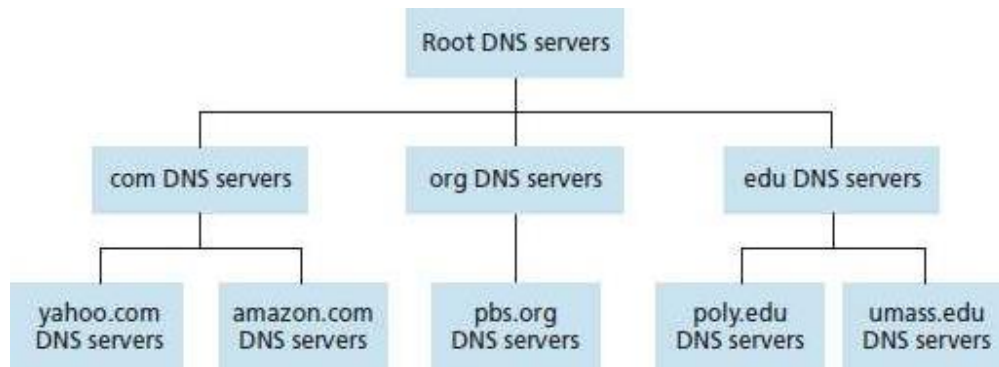 Root DNS servers
com DNS servers
org DNS servers
edu DNS servers
yahoo.com
DNS servers
amazon.com
DNS servers
pbs.org
DNS servers
poly.edu
DNS servers
umass.edu
DNS servers